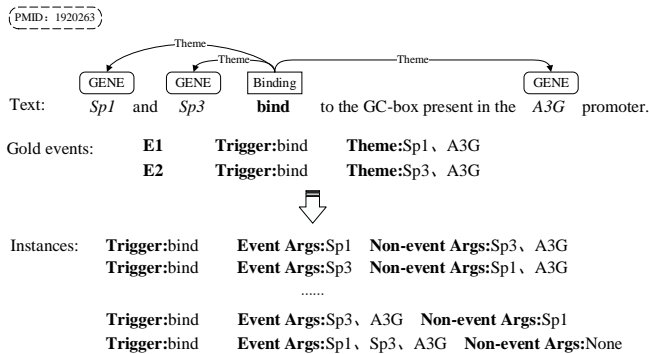 PMID: 1920263
Theme
Theme Theme
GENE GENE Binding GENE
Text: Sp1 and Sp3 bind to the GC-box present in the A3G promoter.
Gold events: E1 Trigger:bind Theme:Sp1、A3G
E2 Trigger:bind Theme:Sp3、A3G
Instances: Trigger:bind Event Args:Sp1 Non-event Args:Sp3、A3G
Trigger:bind Event Args:Sp3 Non-event Args:Sp1、A3G
......
Trigger:bind Event Args:Sp3、A3G Non-event Args:Sp1
Trigger:bind Event Args:Sp1、Sp3、A3G Non-event Args:None